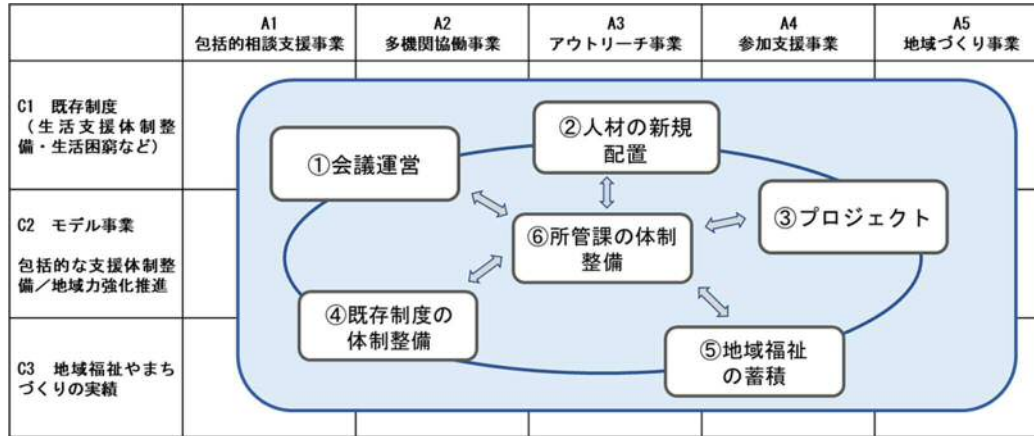 A1
包括的相談支援事業
A2
多機関協働事業
A3
アウトリーチ事業
A4
参加支援事業
A5
地域づくり事業
C1 既存制度
（生活支援体制整
備・生活困窮など）
C2 モデル事業
包括的な支援体制整
備／地域力強化推進
C3 地域福祉やまち
づくりの実績
①会議運営
②人材の新規
配置
③プロジェクト
⑥所管課の体制
整備
④既存制度の
体制整備
⑤地域福祉
の蓄積